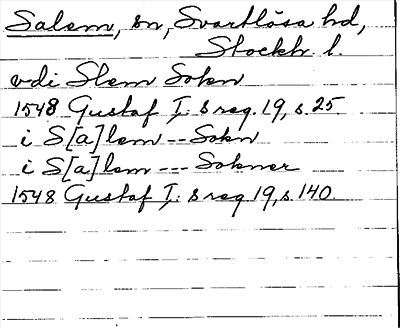 Salem, sn, Svartlösa hd,
Stockh l.
vdi Slem Sokn
1548 Gustaf I:s reg. 19, s. 25.
i S[a]lem --- Sokn
i S[a]lem --- Sokner
1548 Gustaf I:s reg 19, s. 140.